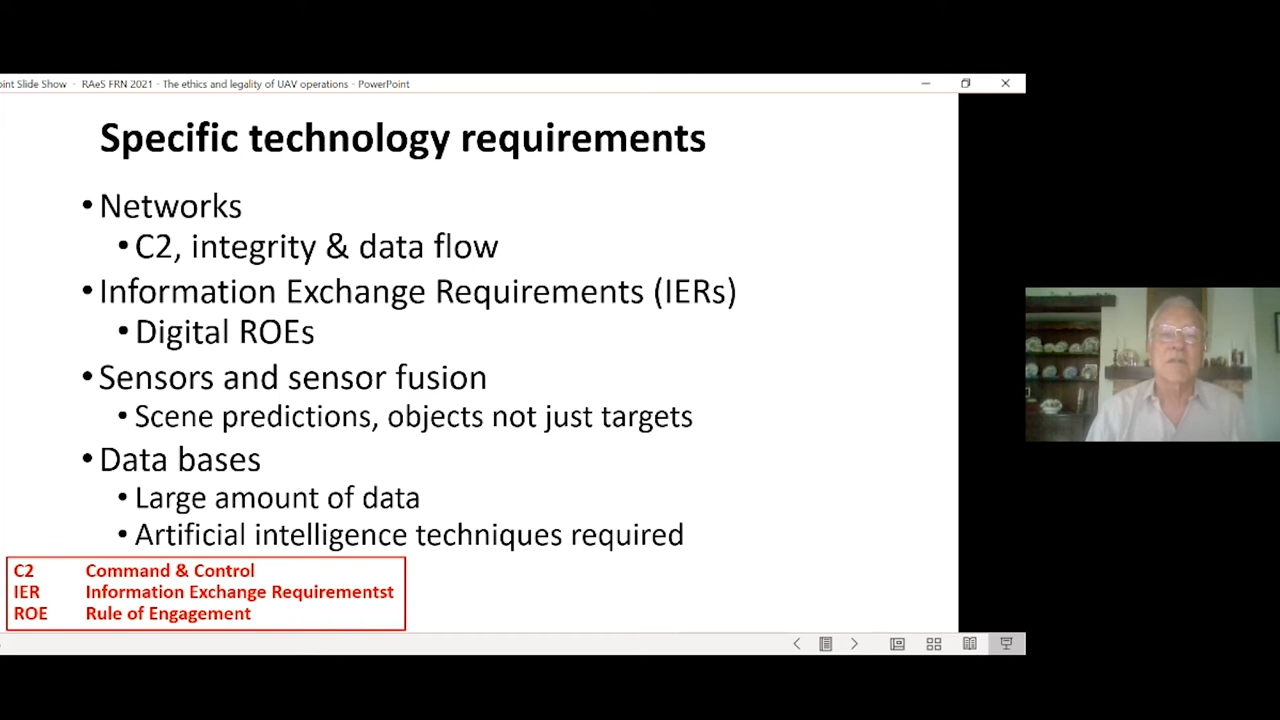 oint Slide Show - RAeS FRN 2021 - The ethics and legality of UAV operations - PowerPoint
Specific technology requirements
• Networks
• C2, integrity & data flow
• Information Exchange Requirements (IERs)
• Digital ROEs
• Sensors and sensor fusion
• Scene predictions, objects not just targets
• Data bases
• Large amount of data
• Artificial intelligence techniques required
C2 Command & Control
IER Information Exchange Requirementst
ROE Rule of Engagement